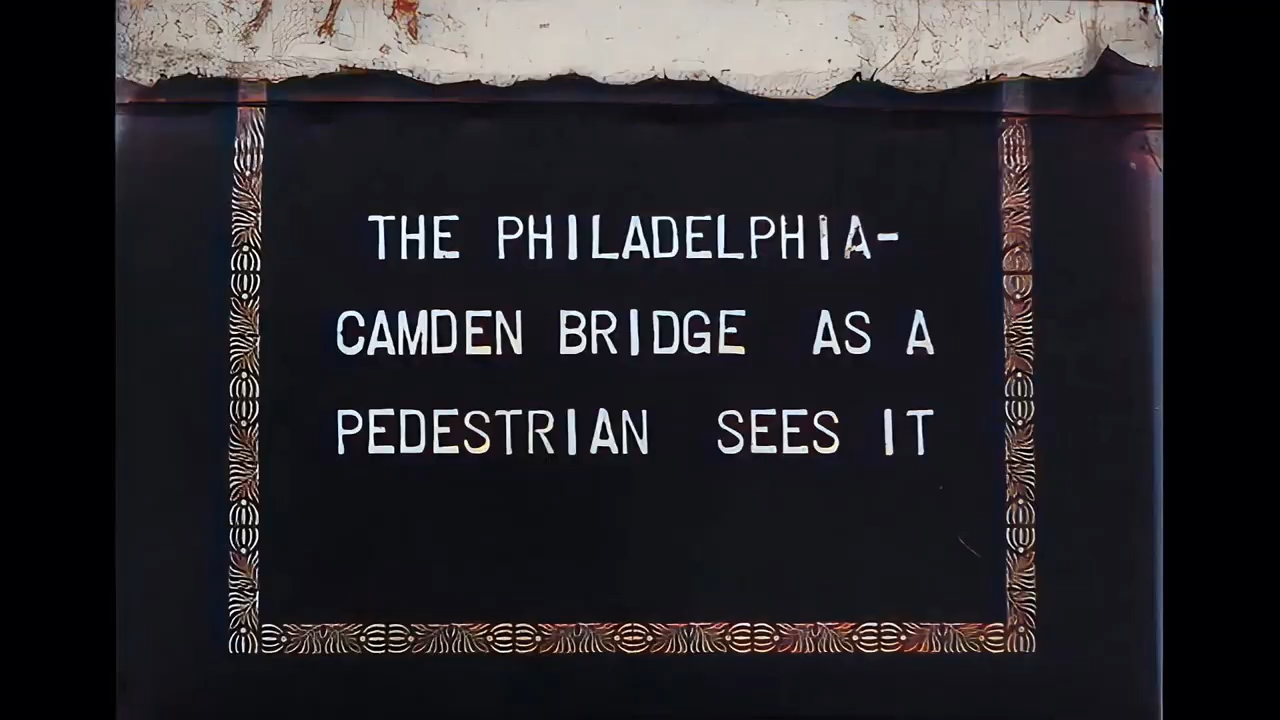 THE PHILADELPHIA-
CAMDEN BRIDGE AS A
PEDESTRIAN SEES IT